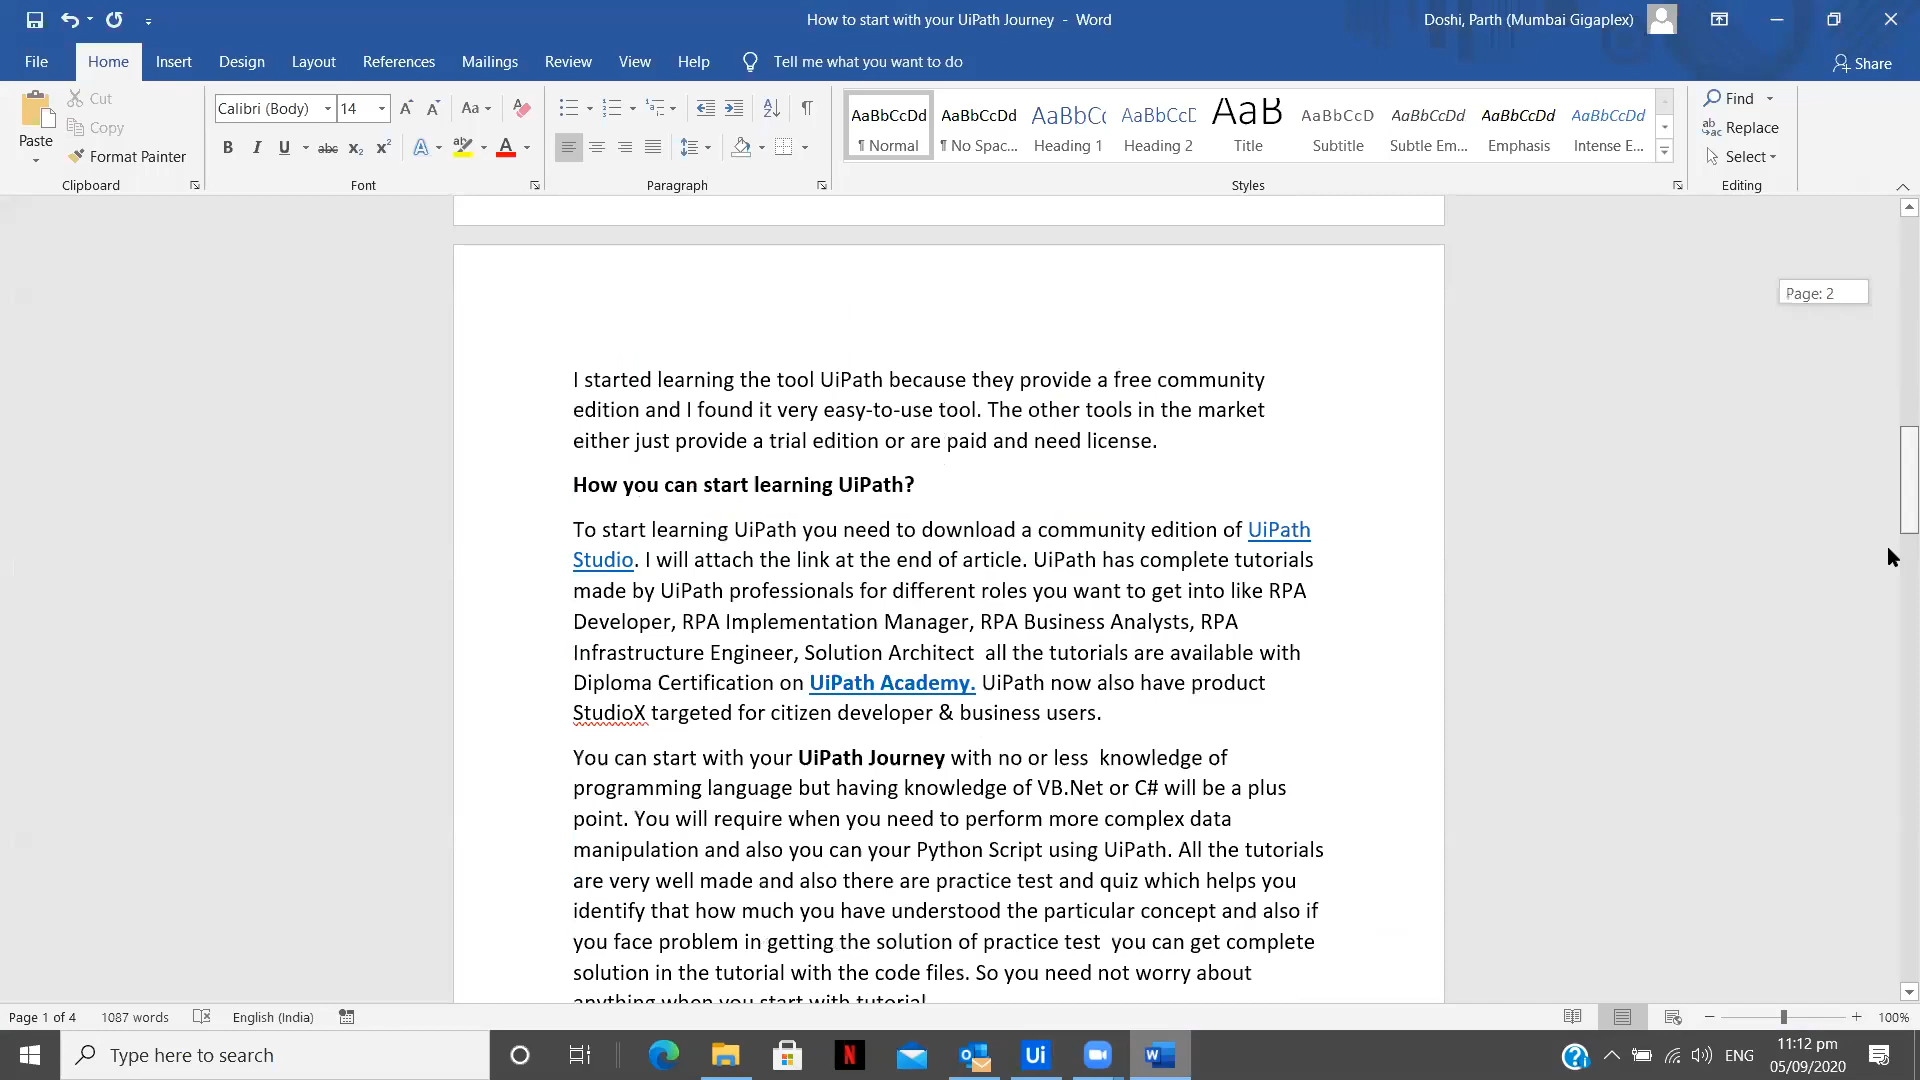 How to start with your UiPath Journey - Word
Doshi, Parth (Mumbai Gigaplex)
File Home Insert Design Layout References Mailings Review View Help Tell me what you want to do Share
Paste Cut Copy Format Painter Clipboard
Calibri (Body) 14 Aa
B I U abc x₂ x² A A
Font
Paragraph
AaBbCcDd AaBbCcDd AaBbCc AaBbCcD AaB AaBbCcD AaBbCcDd AaBbCcDd AaBbCcDd
¶ Normal ¶ No Spac... Heading 1 Heading 2 Title Subtitle Subtle Em... Emphasis Intense E...
Styles
Find
Replace
Select
Editing
Page: 2
I started learning the tool UiPath because they provide a free community
edition and I found it very easy-to-use tool. The other tools in the market
either just provide a trial edition or are paid and need license.
How you can start learning UiPath?
To start learning UiPath you need to download a community edition of UiPath
Studio. I will attach the link at the end of article. UiPath has complete tutorials
made by UiPath professionals for different roles you want to get into like RPA
Developer, RPA Implementation Manager, RPA Business Analysts, RPA
Infrastructure Engineer, Solution Architect  all the tutorials are available with
Diploma Certification on UiPath Academy. UiPath now also have product
StudioX targeted for citizen developer & business users.
You can start with your UiPath Journey with no or less  knowledge of
programming language but having knowledge of VB.Net or C# will be a plus
point. You will require when you need to perform more complex data
manipulation and also you can your Python Script using UiPath. All the tutorials
are very well made and also there are practice test and quiz which helps you
identify that how much you have understood the particular concept and also if
you face problem in getting the solution of practice test  you can get complete
solution in the tutorial with the code files. So you need not worry about
anything when you start with tutorial
Page 1 of 4 1087 words English (India) 100%
Type here to search
N Ui W
ENG
11:12 pm
05/09/2020